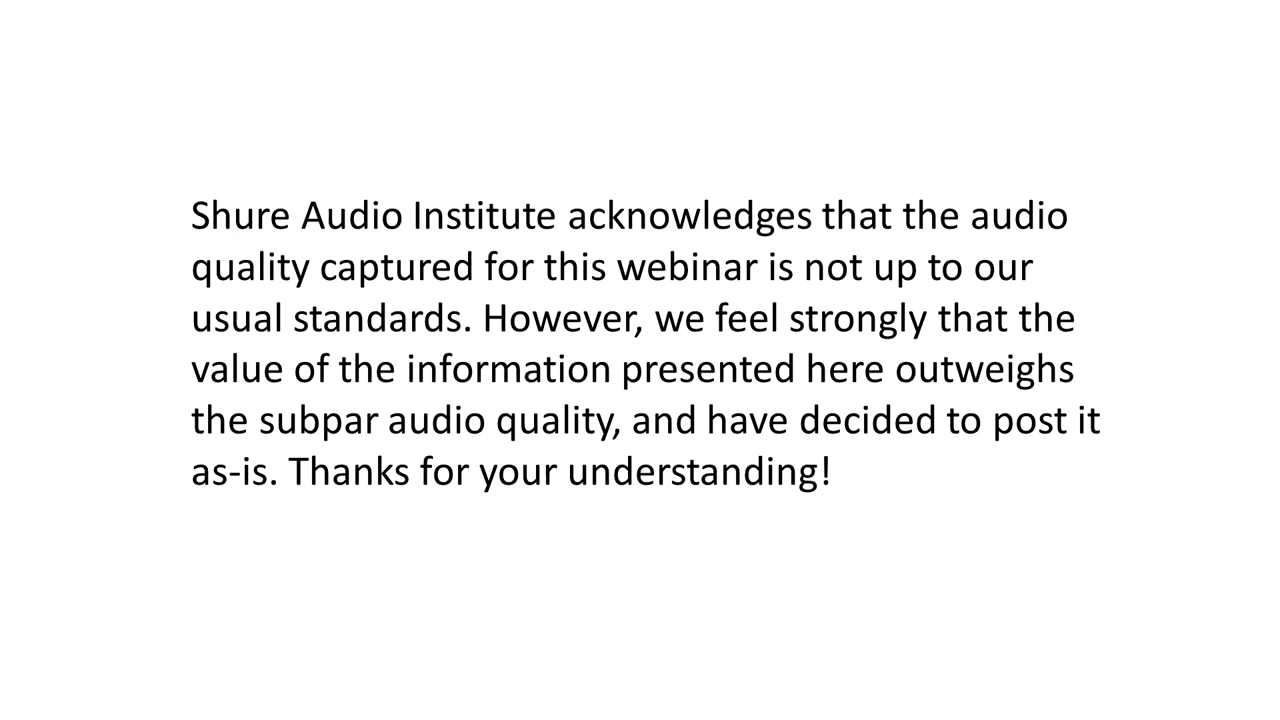 Shure Audio Institute acknowledges that the audio
quality captured for this webinar is not up to our
usual standards. However, we feel strongly that the
value of the information presented here outweighs
the subpar audio quality, and have decided to post it
as-is. Thanks for your understanding!